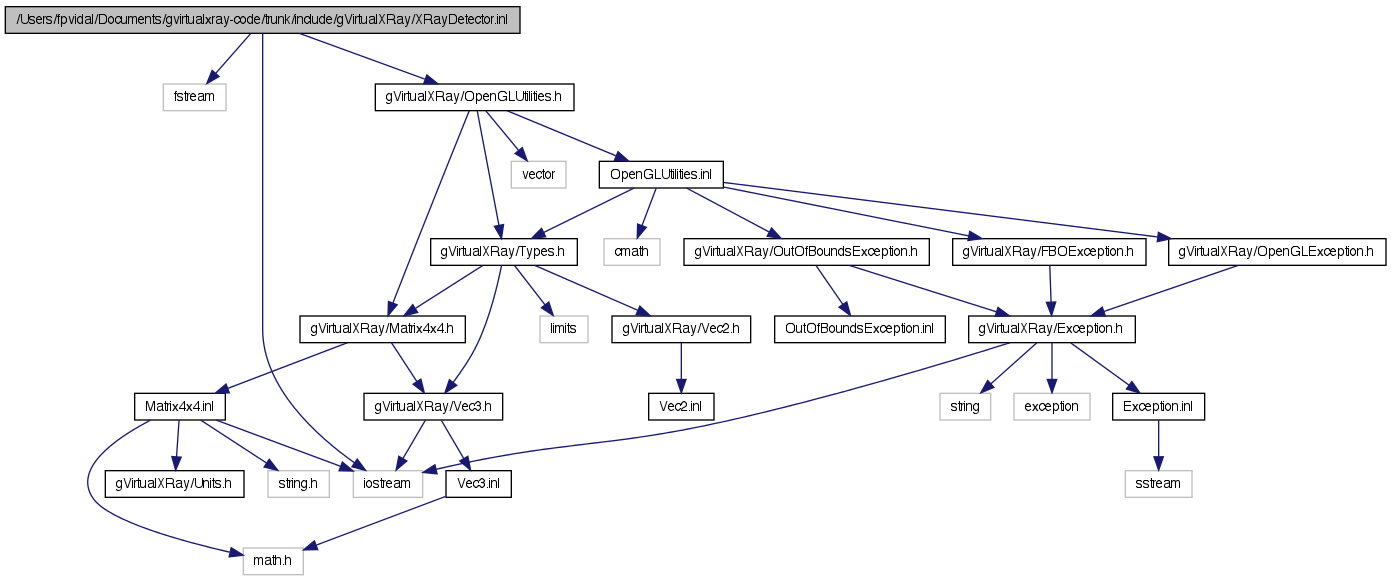 /Users/fpvidal/Documents/gvirtualxray-code/trunk/include/gVirtualXRay/XRayDetector.inl
fstream
gVirtualXRay/OpenGLUtilities.h
vector
OpenGLUtilities.inl
gVirtualXRay/Types.h
cmath
gVirtualXRay/OutOfBoundsException.h
gVirtualXRay/FBOException.h
gVirtualXRay/OpenGLException.h
gVirtualXRay/Matrix4x4.h
limits
gVirtualXRay/Vec2.h
OutOfBoundsException.inl
gVirtualXRay/Exception.h
Matrix4x4.inl
gVirtualXRay/Vec3.h
Vec2.inl
string
exception
Exception.inl
gVirtualXRay/Units.h
string.h
iostream
Vec3.inl
sstream
math.h